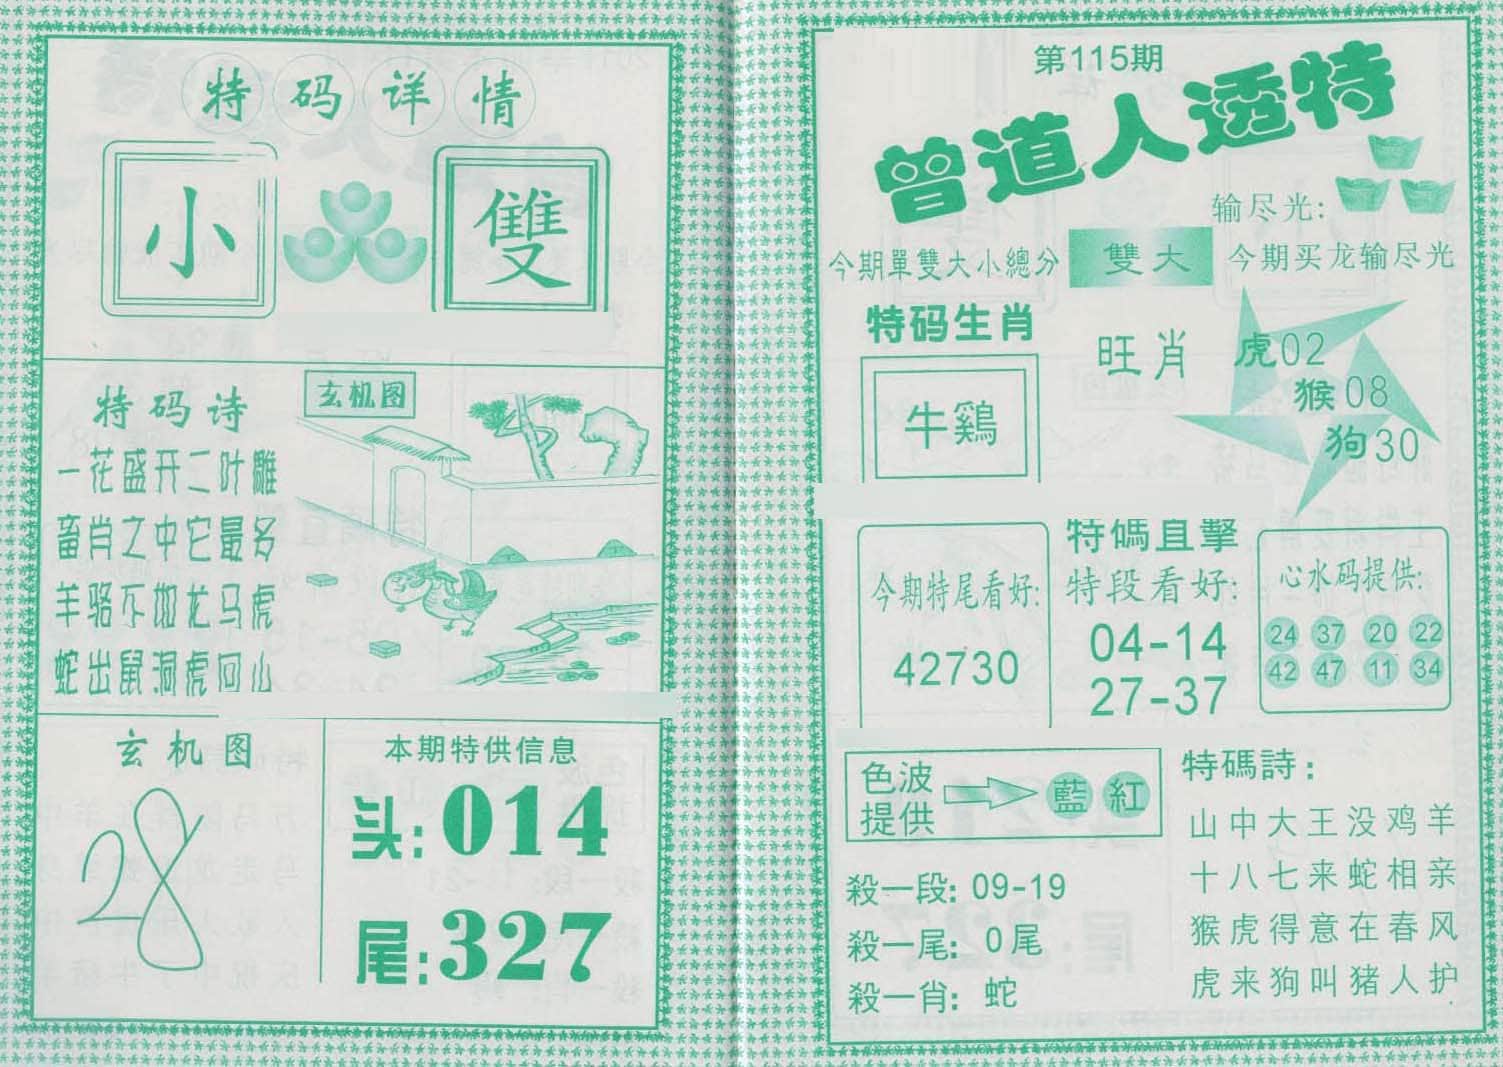 特码详情
小 雙
特码诗
一花盛开二叶雕
畜肖之中它最多
羊骆不如龙马虎
蛇出鼠洞虎回山
玄机图
玄机图
28
本期特供信息
头:014
尾:327
第115期
曾道人透特
输尽光:
今期單雙大小總分 雙大 今期买龙输尽光
特码生肖
牛鷄
旺肖
虎02
猴08
狗30
今期特尾看好:
42730
特碼直擊
特段看好:
04-14
27-37
心水码提供:
24 37 20 22
42 47 11 34
色波
提供
藍 紅
殺一段: 09-19
殺一尾: 0尾
殺一肖: 蛇
特碼詩:
山中大王没鸡羊
十八七来蛇相亲
猴虎得意在春风
虎来狗叫猪人护